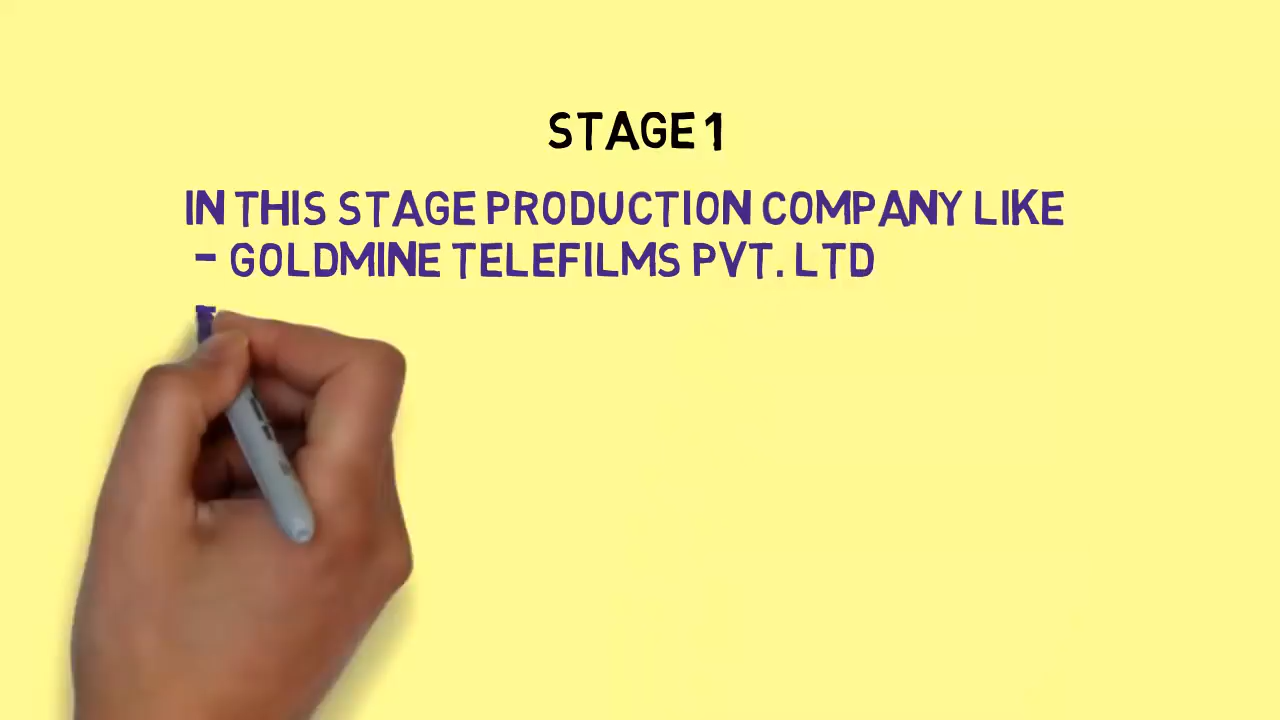 STAGE 1
IN THIS STAGE PRODUCTION COMPANY LIKE
- GOLDMINE TELEFILMS PVT. LTD